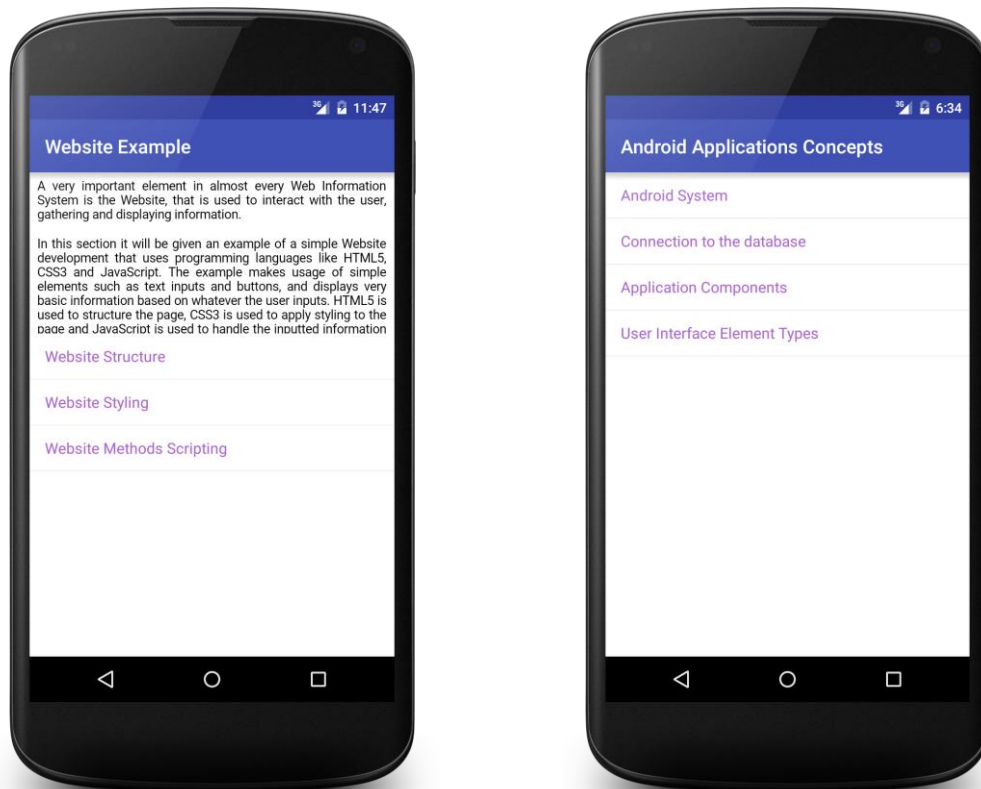 3G 11:47
Website Example
A very important element in almost every Web Information
System is the Website, that is used to interact with the user,
gathering and displaying information.
In this section it will be given an example of a simple Website
development that uses programming languages like HTML5,
CSS3 and JavaScript. The example makes usage of simple
elements such as text inputs and buttons, and displays very
basic information based on whatever the user inputs. HTML5 is
used to structure the page, CSS3 is used to apply styling to the
page and JavaScript is used to handle the inputted information
Website Structure
Website Styling
Website Methods Scripting
3G 6:34
Android Applications Concepts
Android System
Connection to the database
Application Components
User Interface Element Types